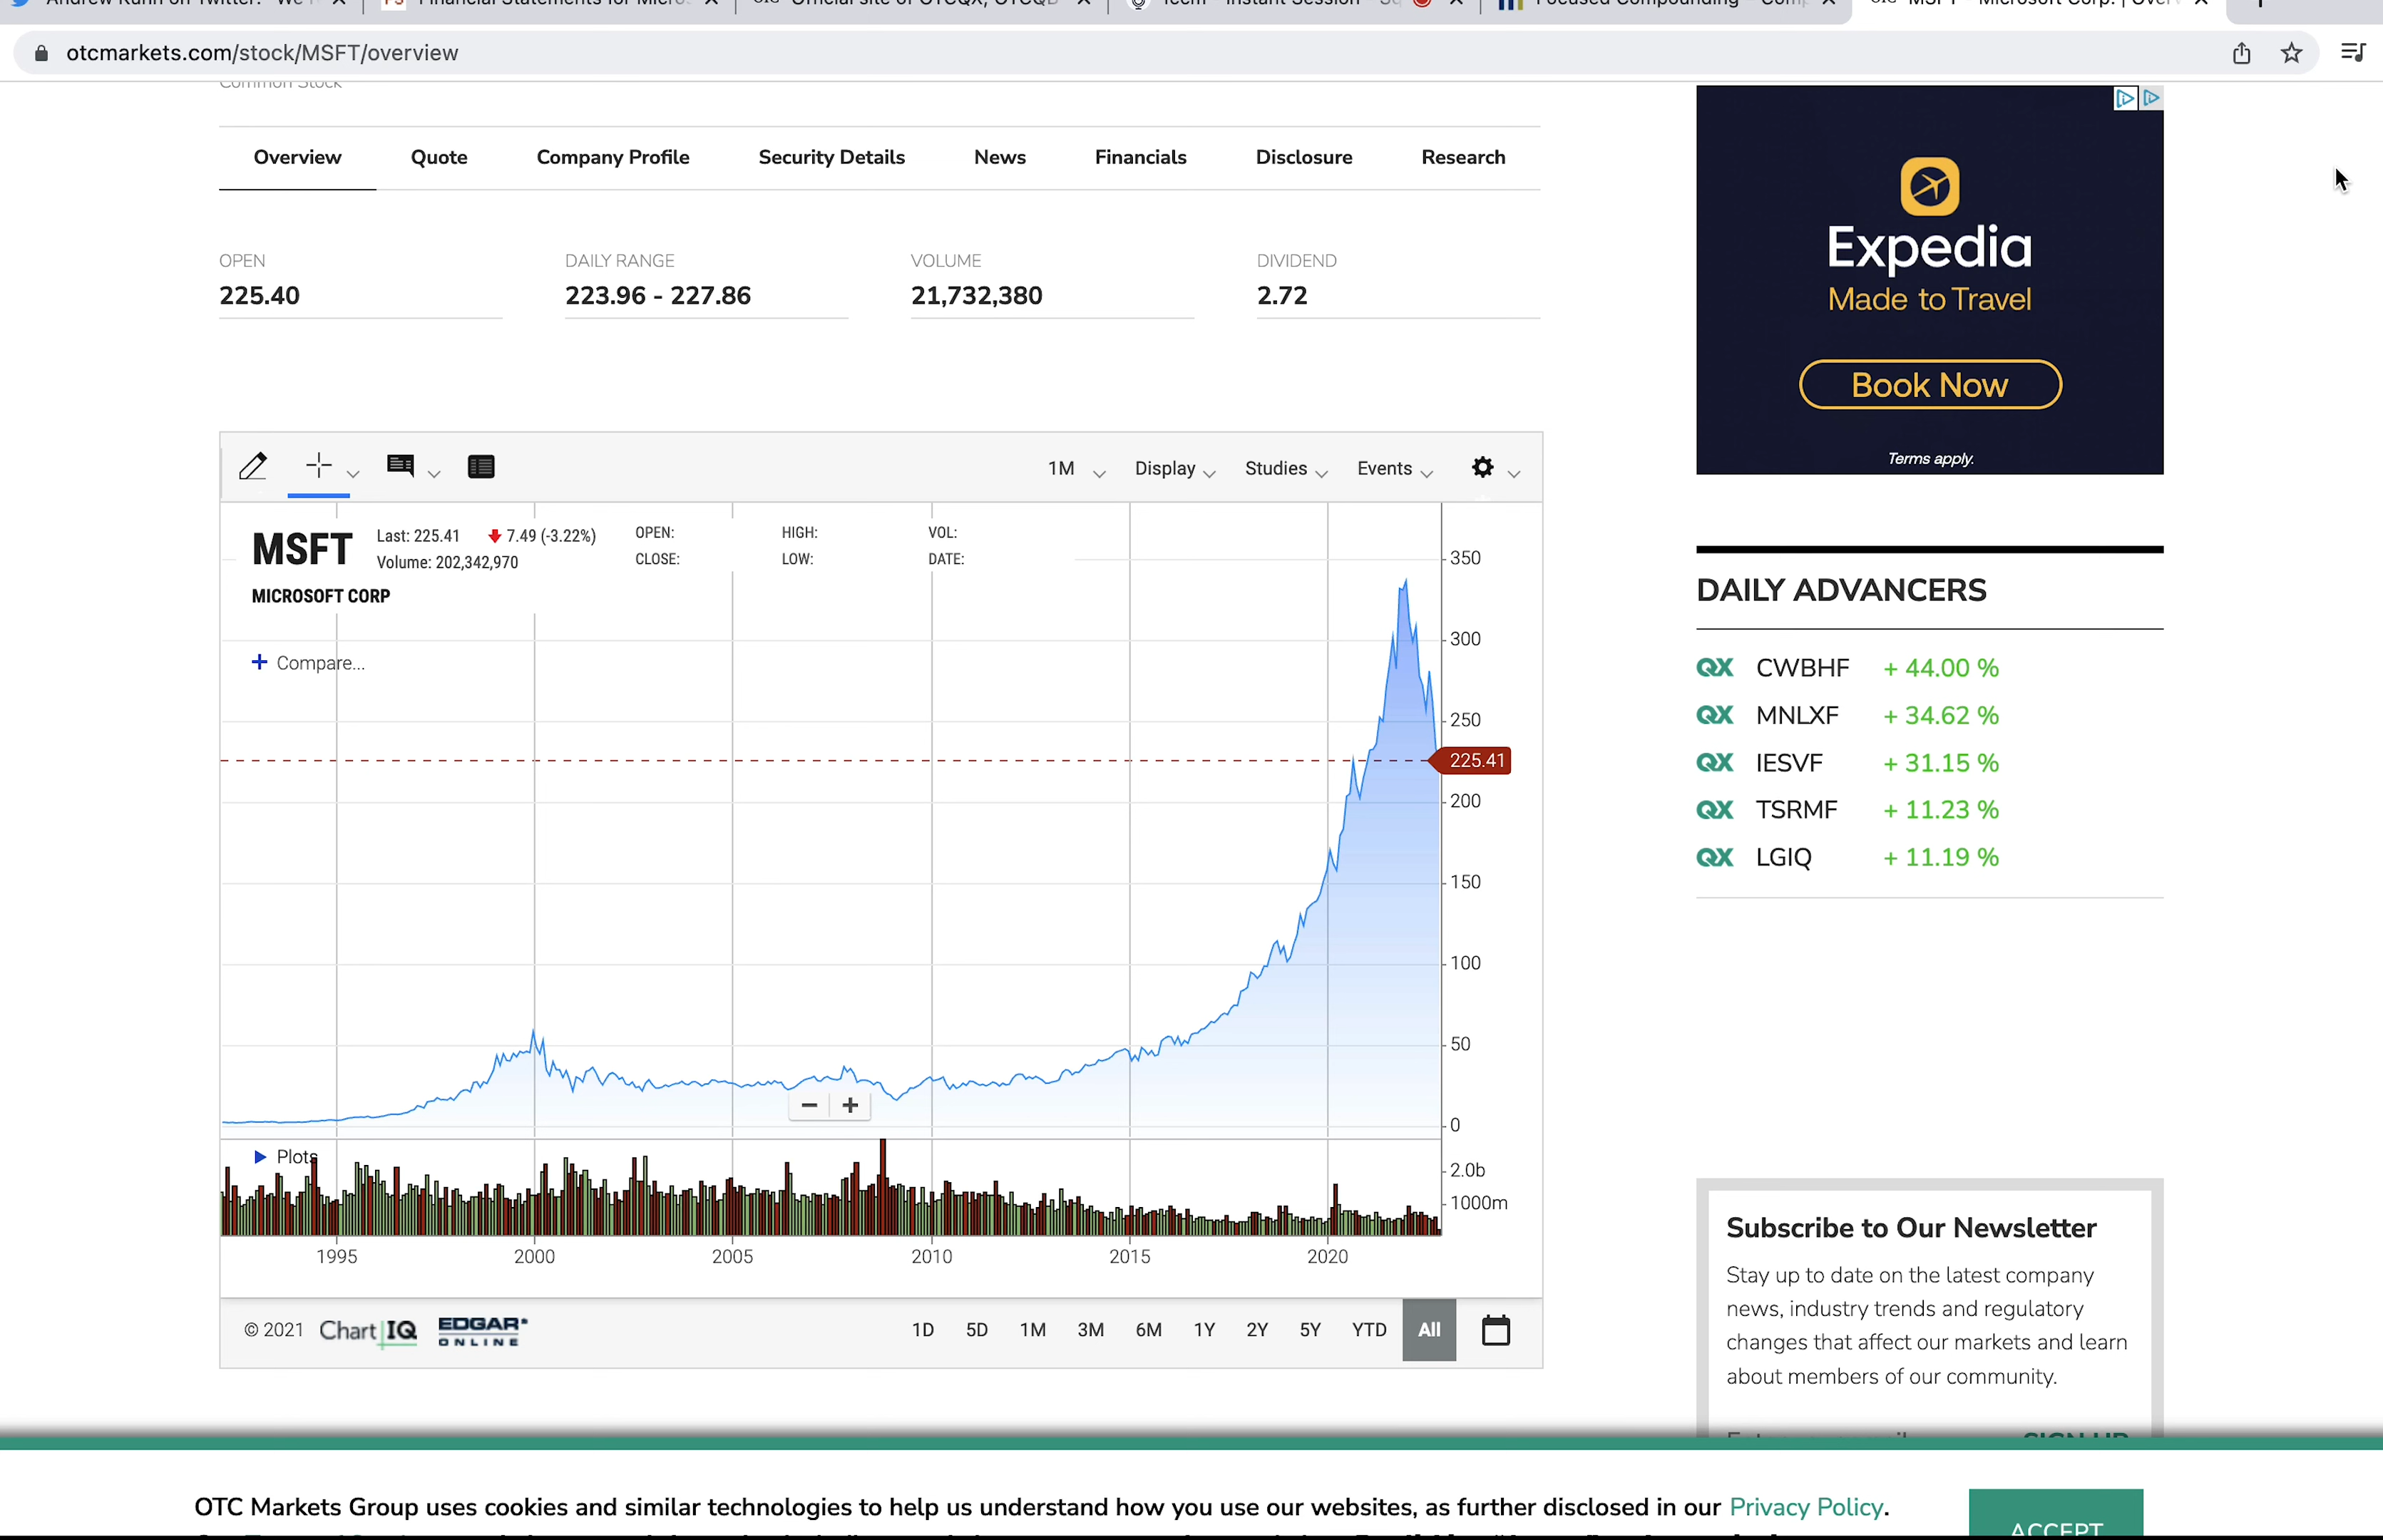 otcmarkets.com/stock/MSFT/overview
Common Stock
Overview Quote Company Profile Security Details News Financials Disclosure Research
OPEN DAILY RANGE VOLUME DIVIDEND
225.40 223.96 - 227.86 21,732,380 2.72
1M Display Studies Events
MSFT Last: 225.41 7.49 (-3.22%) OPEN: HIGH: VOL:
Volume: 202,342,970 CLOSE: LOW: DATE:
MICROSOFT CORP
+ Compare...
350
300
250
225.41
200
150
100
50
0
− +
Plots
2.0b
1000m
1995 2000 2005 2010 2015 2020
© 2021 ChartIQ EDGAR ONLINE 1D 5D 1M 3M 6M 1Y 2Y 5Y YTD All
Expedia
Made to Travel
Book Now
Terms apply.
DAILY ADVANCERS
QX CWBHF + 44.00 %
QX MNLXF + 34.62 %
QX IESVF + 31.15 %
QX TSRMF + 11.23 %
QX LGIQ + 11.19 %
Subscribe to Our Newsletter
Stay up to date on the latest company
news, industry trends and regulatory
changes that affect our markets and learn
about members of our community.
SIGN UP
OTC Markets Group uses cookies and similar technologies to help us understand how you use our websites, as further disclosed in our Privacy Policy.
ACCEPT